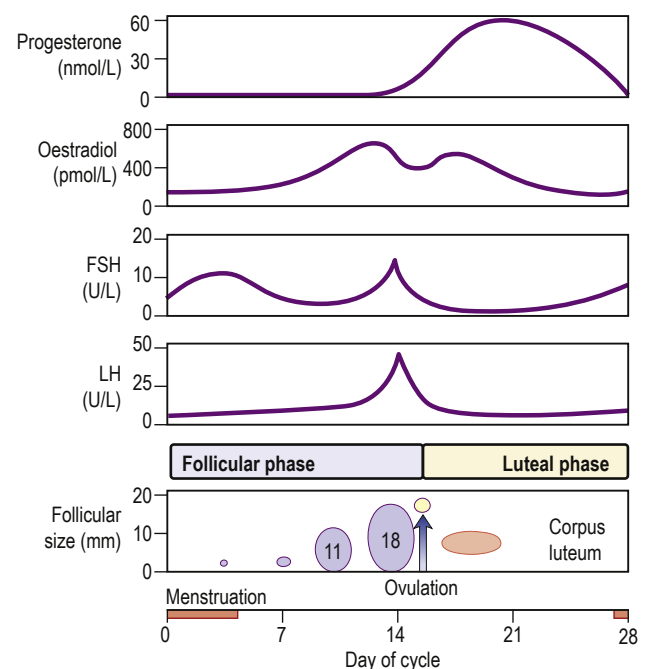 60
Progesterone
(nmol/L)
30
0
800
Oestradiol
(pmol/L)
400
0
20
FSH
(U/L)
10
0
50
LH
(U/L)
25
0
Follicular phase
Luteal phase
20
Follicular
size (mm)
10
0
11
18
Corpus
luteum
Ovulation
Menstruation
0
7
14
21
28
Day of cycle